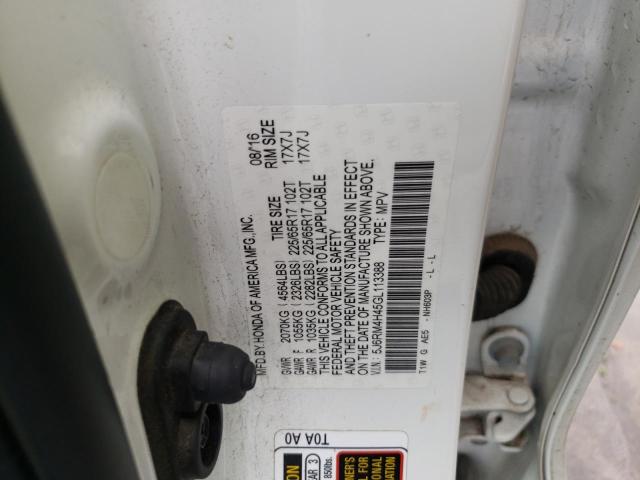 MFD.BY HONDA OF AMERICA MFG.,INC. 08/16
TIRE SIZE RIM SIZE
GVWR 2070KG (4564LBS)
GAWR F 1055KG (2326LBS) 225/65R17 102T 17X7J
GAWR R 1035KG (2282LBS) 225/65R17 102T 17X7J
THIS VEHICLE CONFORMS TO ALL APPLICABLE
FEDERAL MOTOR VEHICLE SAFETY
AND THEFT PREVENTION STANDARDS IN EFFECT
ON THE DATE OF MANUFACTURE SHOWN ABOVE.
V.I.N: 5J6RM4H45GL113388 TYPE: MPV
T1W G AE5 - NH603P - L - L
T0A A0
850lbs.